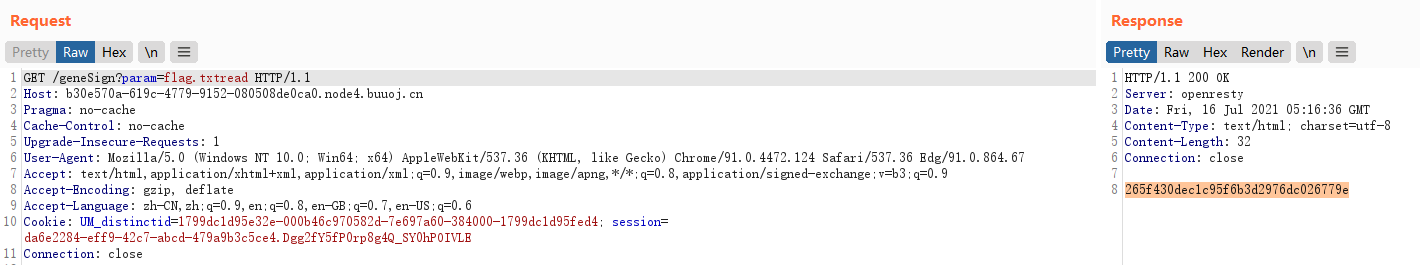 Request
Pretty Raw Hex \n
1 GET /geneSign?param=flag.txtread HTTP/1.1
2 Host: b30e570a-619c-4779-9152-080508de0ca0.node4.buuoj.cn
3 Pragma: no-cache
4 Cache-Control: no-cache
5 Upgrade-Insecure-Requests: 1
6 User-Agent: Mozilla/5.0 (Windows NT 10.0; Win64; x64) AppleWebKit/537.36 (KHTML, like Gecko) Chrome/91.0.4472.124 Safari/537.36 Edg/91.0.864.67
7 Accept: text/html,application/xhtml+xml,application/xml;q=0.9,image/webp,image/apng,*/*;q=0.8,application/signed-exchange;v=b3;q=0.9
8 Accept-Encoding: gzip, deflate
9 Accept-Language: zh-CN,zh;q=0.9,en;q=0.8,en-GB;q=0.7,en-US;q=0.6
10 Cookie: UM_distinctid=1799dc1d95e32e-000b46c970582d-7e697a60-384000-1799dc1d95fed4; session=
da6e2284-eff9-42c7-abcd-479a9b3c5ce4.Dgg2fY5fP0rp8g4Q_SY0hP0IVLE
11 Connection: close
Response
Pretty Raw Hex Render \n
1 HTTP/1.1 200 OK
2 Server: openresty
3 Date: Fri, 16 Jul 2021 05:16:36 GMT
4 Content-Type: text/html; charset=utf-8
5 Content-Length: 32
6 Connection: close
7
8 265f430dec1c95f6b3d2976dc026779e